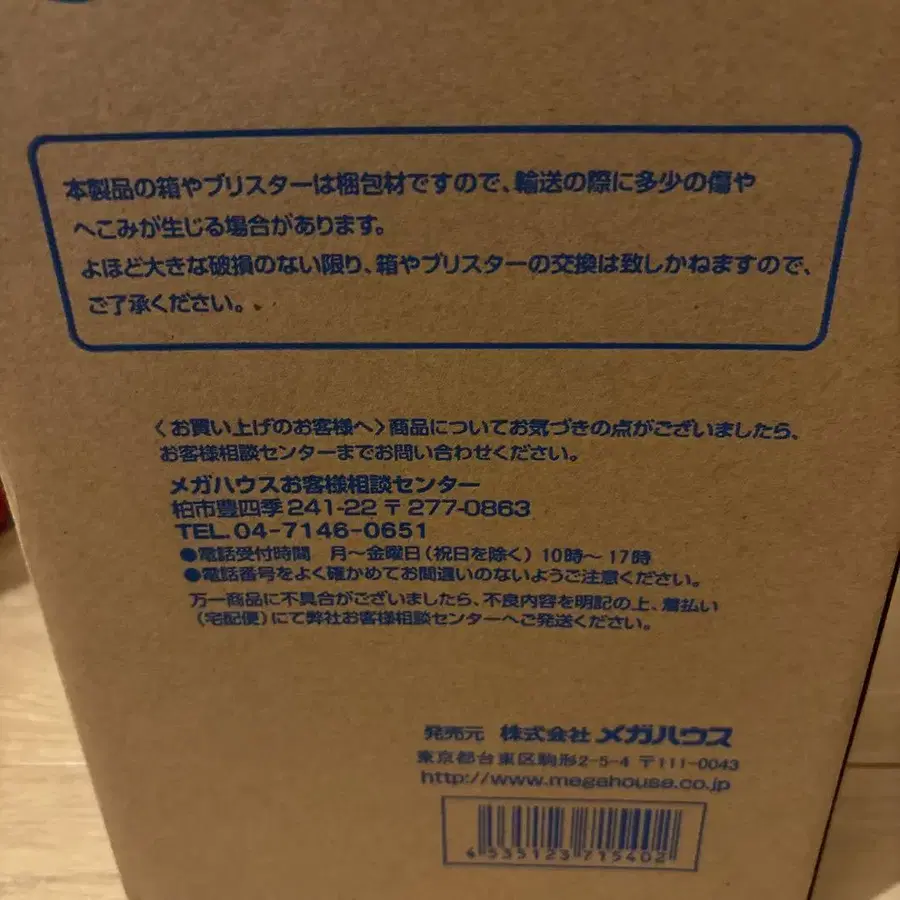 本製品の箱やブリスターは梱包材ですので、輸送の際に多少の傷や
へこみが生じる場合があります。
よほど大きな破損のない限り、箱やブリスターの交換は致しかねますので、
ご了承ください。
〈お買い上げのお客様へ〉商品についてお気づきの点がございましたら、
お客様相談センターまでお問い合わせください。
メガハウスお客様相談センター
柏市豊四季241-22 〒277-0863
TEL.04-7146-0651
●電話受付時間 月〜金曜日(祝日を除く)10時〜17時
●電話番号をよく確かめてお間違いのないようご注意ください。
万一商品に不具合がございましたら、不良内容を明記の上、着払い
(宅配便)にて弊社お客様相談センターへご発送ください。
発売元 株式会社 メガハウス
東京都台東区駒形2-5-4 〒111-0043
http://www.megahouse.co.jp
4 535123 715402